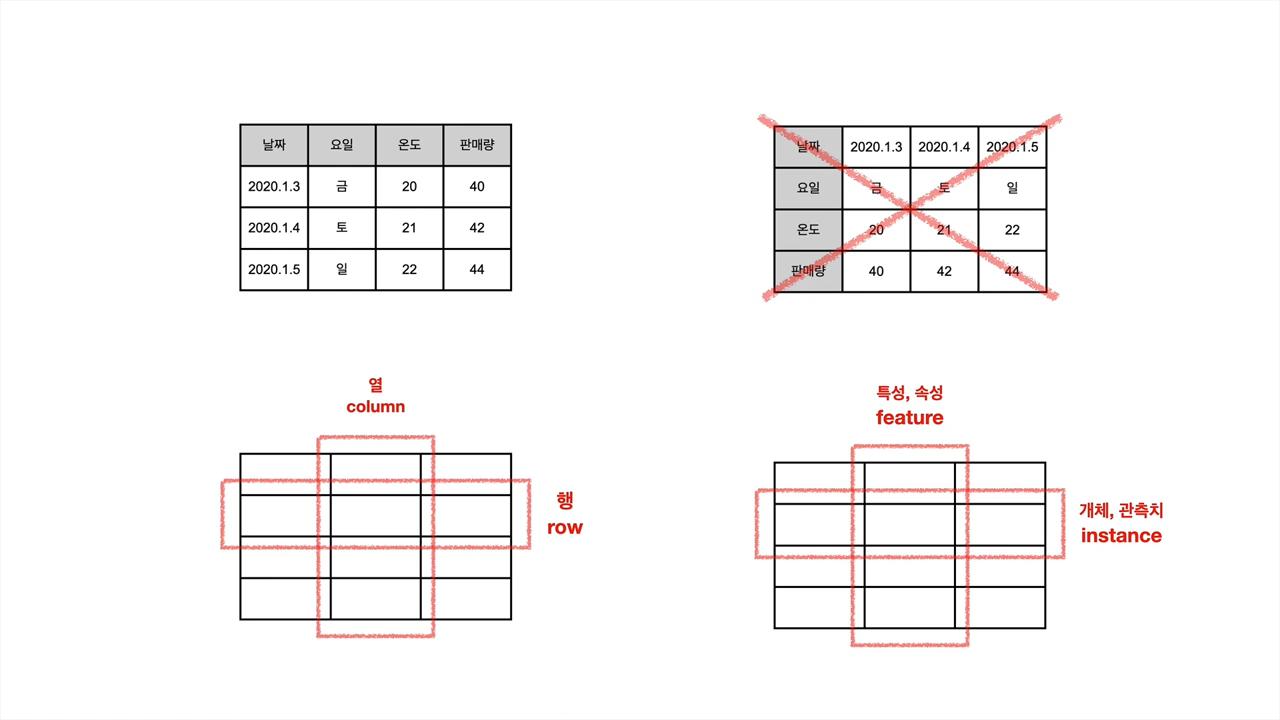 날짜 요일 온도 판매량
2020.1.3 금 20 40
2020.1.4 토 21 42
2020.1.5 일 22 44
날짜 2020.1.3 2020.1.4 2020.1.5
요일 금 토 일
온도 20 21 22
판매량 40 42 44
열
column
행
row
특성, 속성
feature
개체, 관측치
instance